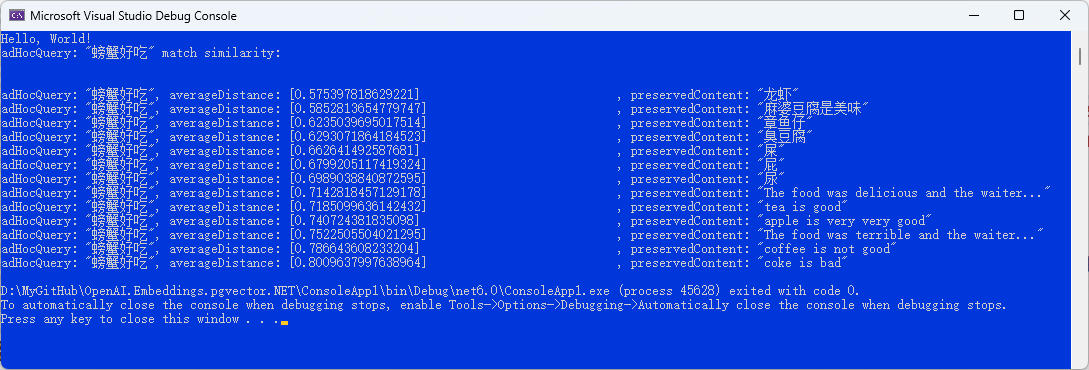 Microsoft Visual Studio Debug Console
Hello, World!
adHocQuery: "螃蟹好吃" match similarity:
adHocQuery: "螃蟹好吃", averageDistance: [0.575397818629221] , preservedContent: "龙虾"
adHocQuery: "螃蟹好吃", averageDistance: [0.5852813654779747] , preservedContent: "麻婆豆腐是美味"
adHocQuery: "螃蟹好吃", averageDistance: [0.6235039695017514] , preservedContent: "章鱼仔"
adHocQuery: "螃蟹好吃", averageDistance: [0.6293071864184523] , preservedContent: "臭豆腐"
adHocQuery: "螃蟹好吃", averageDistance: [0.662641492587681] , preservedContent: "屎"
adHocQuery: "螃蟹好吃", averageDistance: [0.6799205117419324] , preservedContent: "屁"
adHocQuery: "螃蟹好吃", averageDistance: [0.6989038840872595] , preservedContent: "尿"
adHocQuery: "螃蟹好吃", averageDistance: [0.7142818457129178] , preservedContent: "The food was delicious and the waiter..."
adHocQuery: "螃蟹好吃", averageDistance: [0.7185099636142432] , preservedContent: "tea is good"
adHocQuery: "螃蟹好吃", averageDistance: [0.740724381835098] , preservedContent: "apple is very very good"
adHocQuery: "螃蟹好吃", averageDistance: [0.7522505504021295] , preservedContent: "The food was terrible and the waiter..."
adHocQuery: "螃蟹好吃", averageDistance: [0.786643608233204] , preservedContent: "coffee is not good"
adHocQuery: "螃蟹好吃", averageDistance: [0.8009637997638964] , preservedContent: "coke is bad"
D:\MyGitHub\OpenAI.Embeddings.pgvector.NET\ConsoleApp1\bin\Debug\net6.0\ConsoleApp1.exe (process 45628) exited with code 0.
To automatically close the console when debugging stops, enable Tools->Options->Debugging->Automatically close the console when debugging stops.
Press any key to close this window . . .